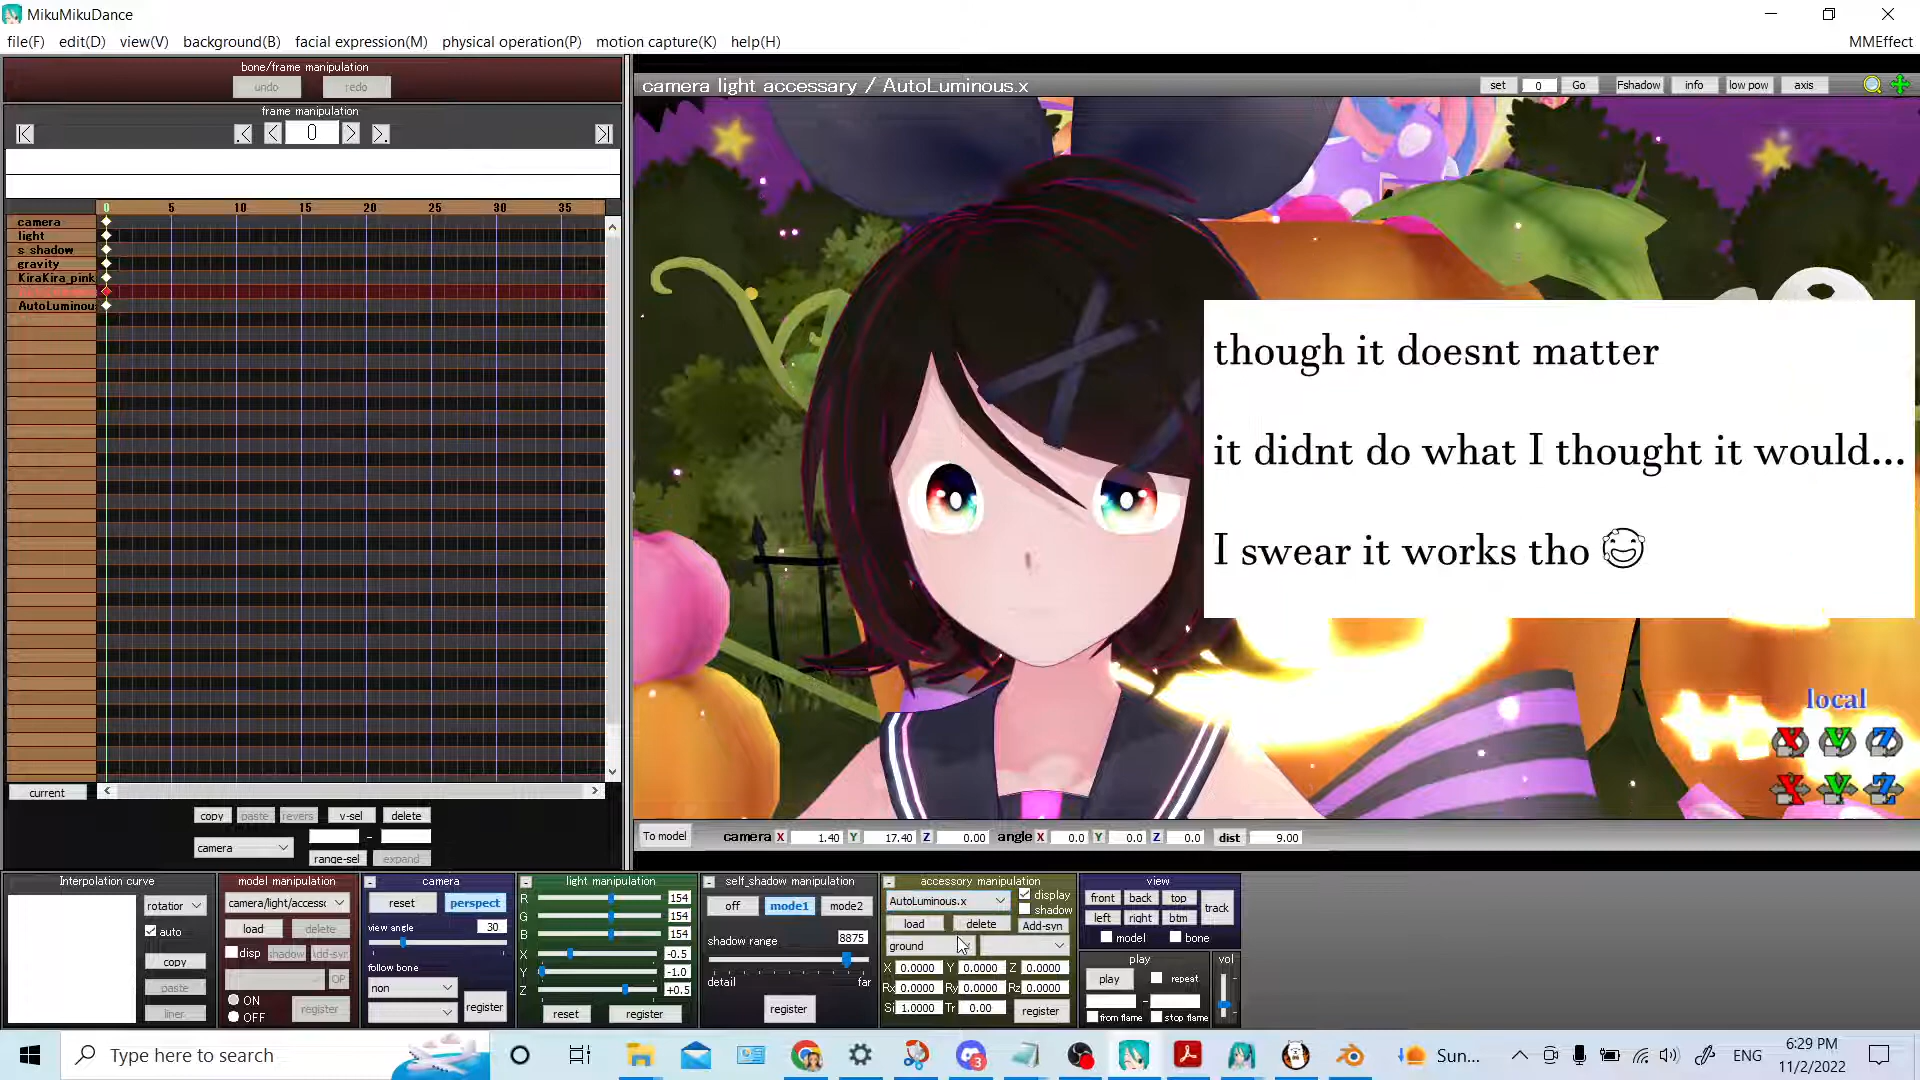 MikuMikuDance
file(F) edit(D) view(V) background(B) facial expression(M) physical operation(P) motion capture(K) help(H) MMEffect
bone/frame manipulation
undo redo
frame manipulation
0
camera light accessary / AutoLuminous.x
set 0 Go Fshadow info low pow axis
0 5 10 15 20 25 30 35
camera
light
s shadow
gravity
KiraKira_pink
AutoLuminou
though it doesnt matter
it didnt do what I thought it would...
I swear it works tho 😅
local
X Y Z
X Y Z
current
copy paste revers v-sel delete
camera -
range-sel expand
To model camera X 1.40 Y 17.40 Z 0.00 angle X 0.0 Y 0.0 Z 0.0 dist 9.00
Interpolation curve
rotation
auto
copy
paste
liner
model manipulation
camera/light/access
load delete
disp shadow add-syn
OP
ON
OFF
register
camera
reset perspect
view angle 30
follow bone
non
register
light manipulation
R 154
G 154
B 154
X -0.5
Y -1.0
Z +0.5
reset register
self_shadow manipulation
off mode1 mode2
shadow range 8875
detail far
register
accessory manipulation
AutoLuminous.x display
shadow
load delete Add-syn
ground
X 0.0000 Y 0.0000 Z 0.0000
Rx 0.0000 Ry 0.0000 Rz 0.0000
Si 1.0000 Tr 0.00 register
view
front back top
left right btm track
model bone
play
play repeat
-
from flame stop flame
vol
Type here to search
3
Sun...
ENG
6:29 PM
11/2/2022